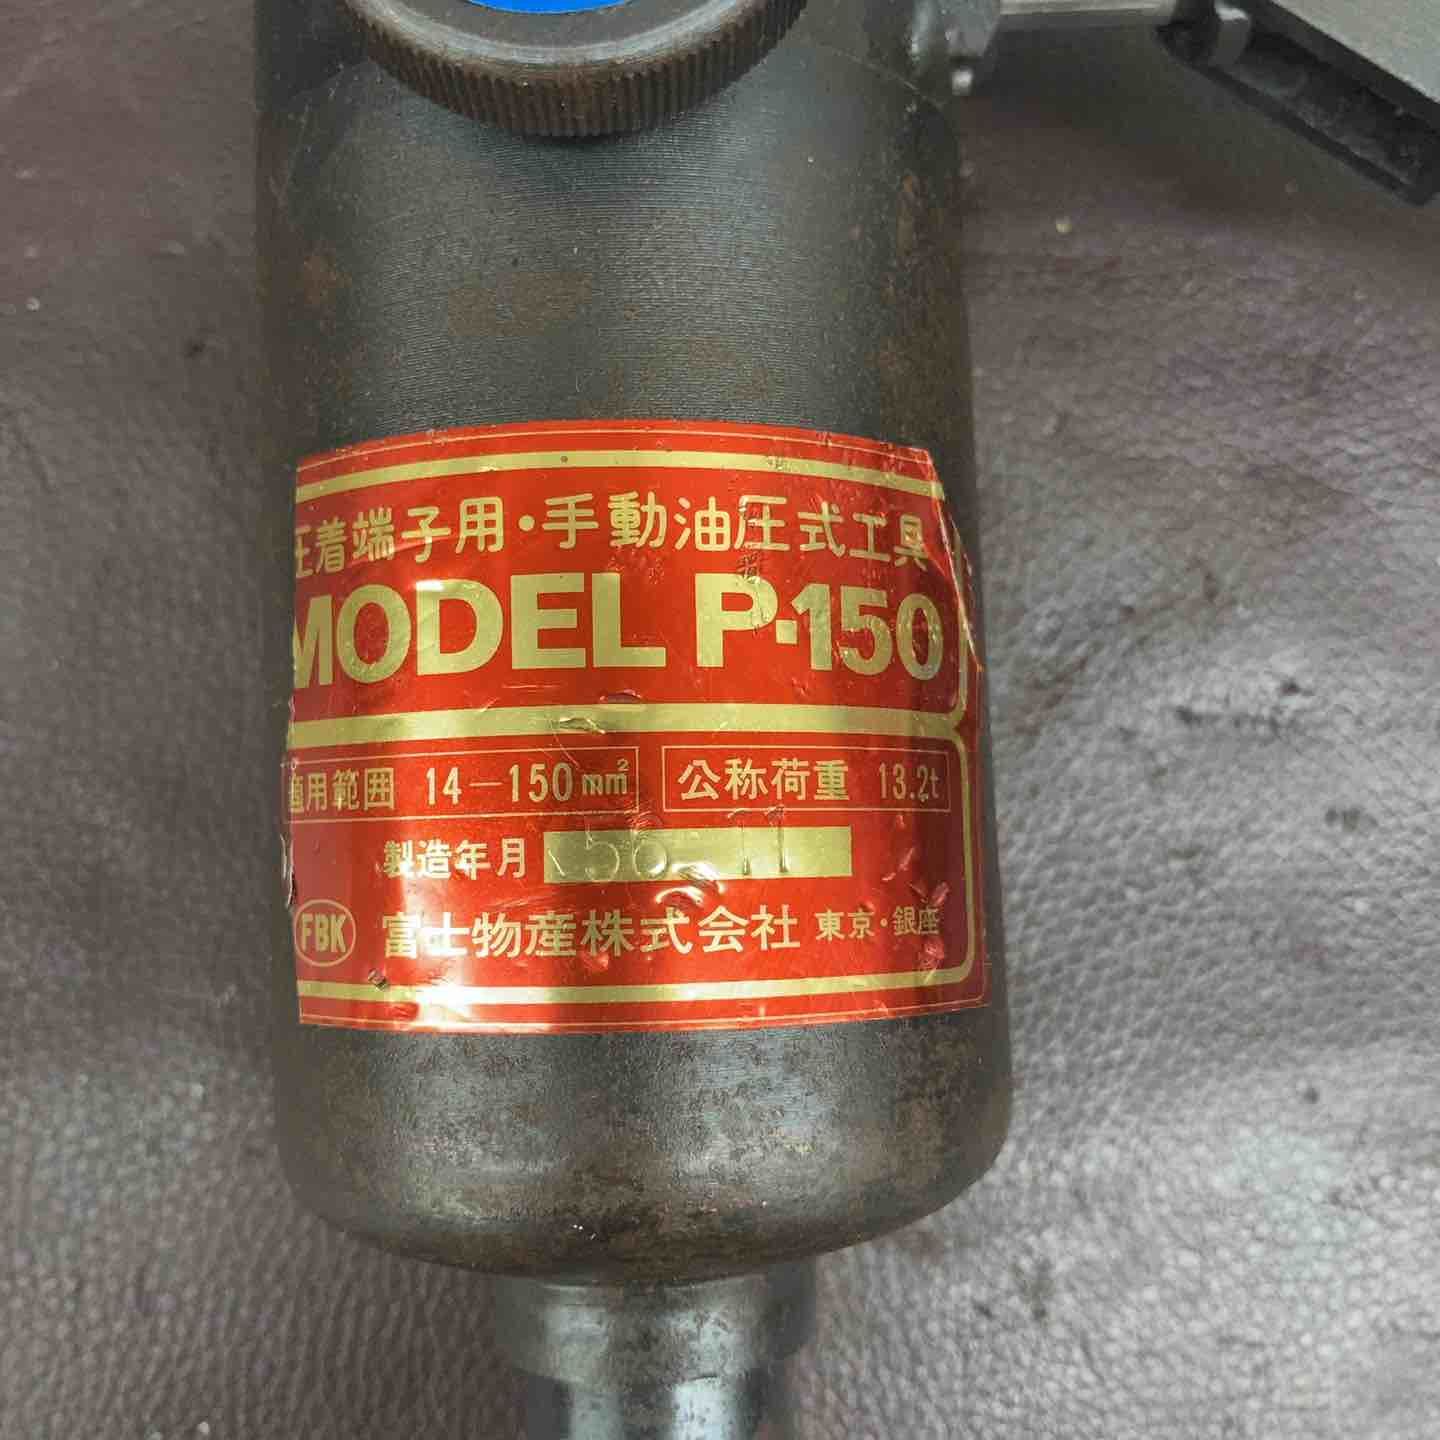 圧着端子用・手動油圧式工具
MODEL P-150
適用範囲 14-150mm² 公称荷重 13.2t
製造年月 56 11
FBK 富士物産株式会社 東京・銀座